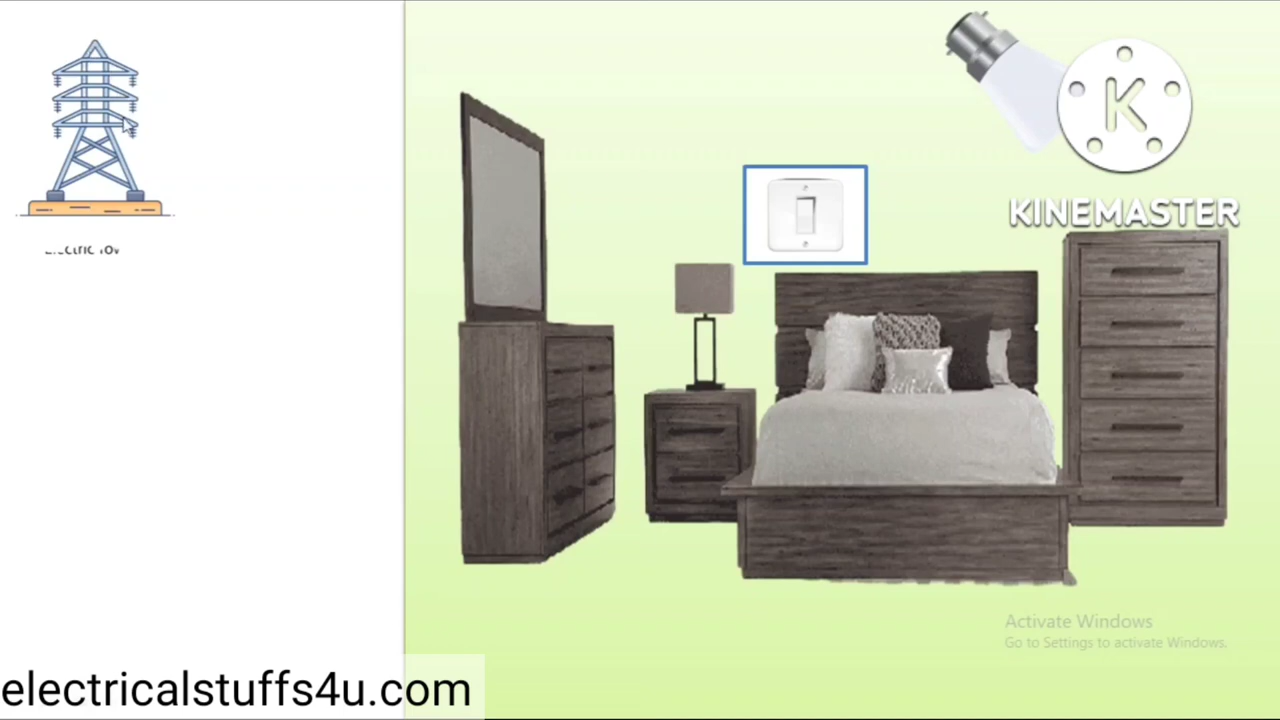 K
KINEMASTER
Activate Windows
Go to Settings to activate Windows.
electricalstuffs4u.com